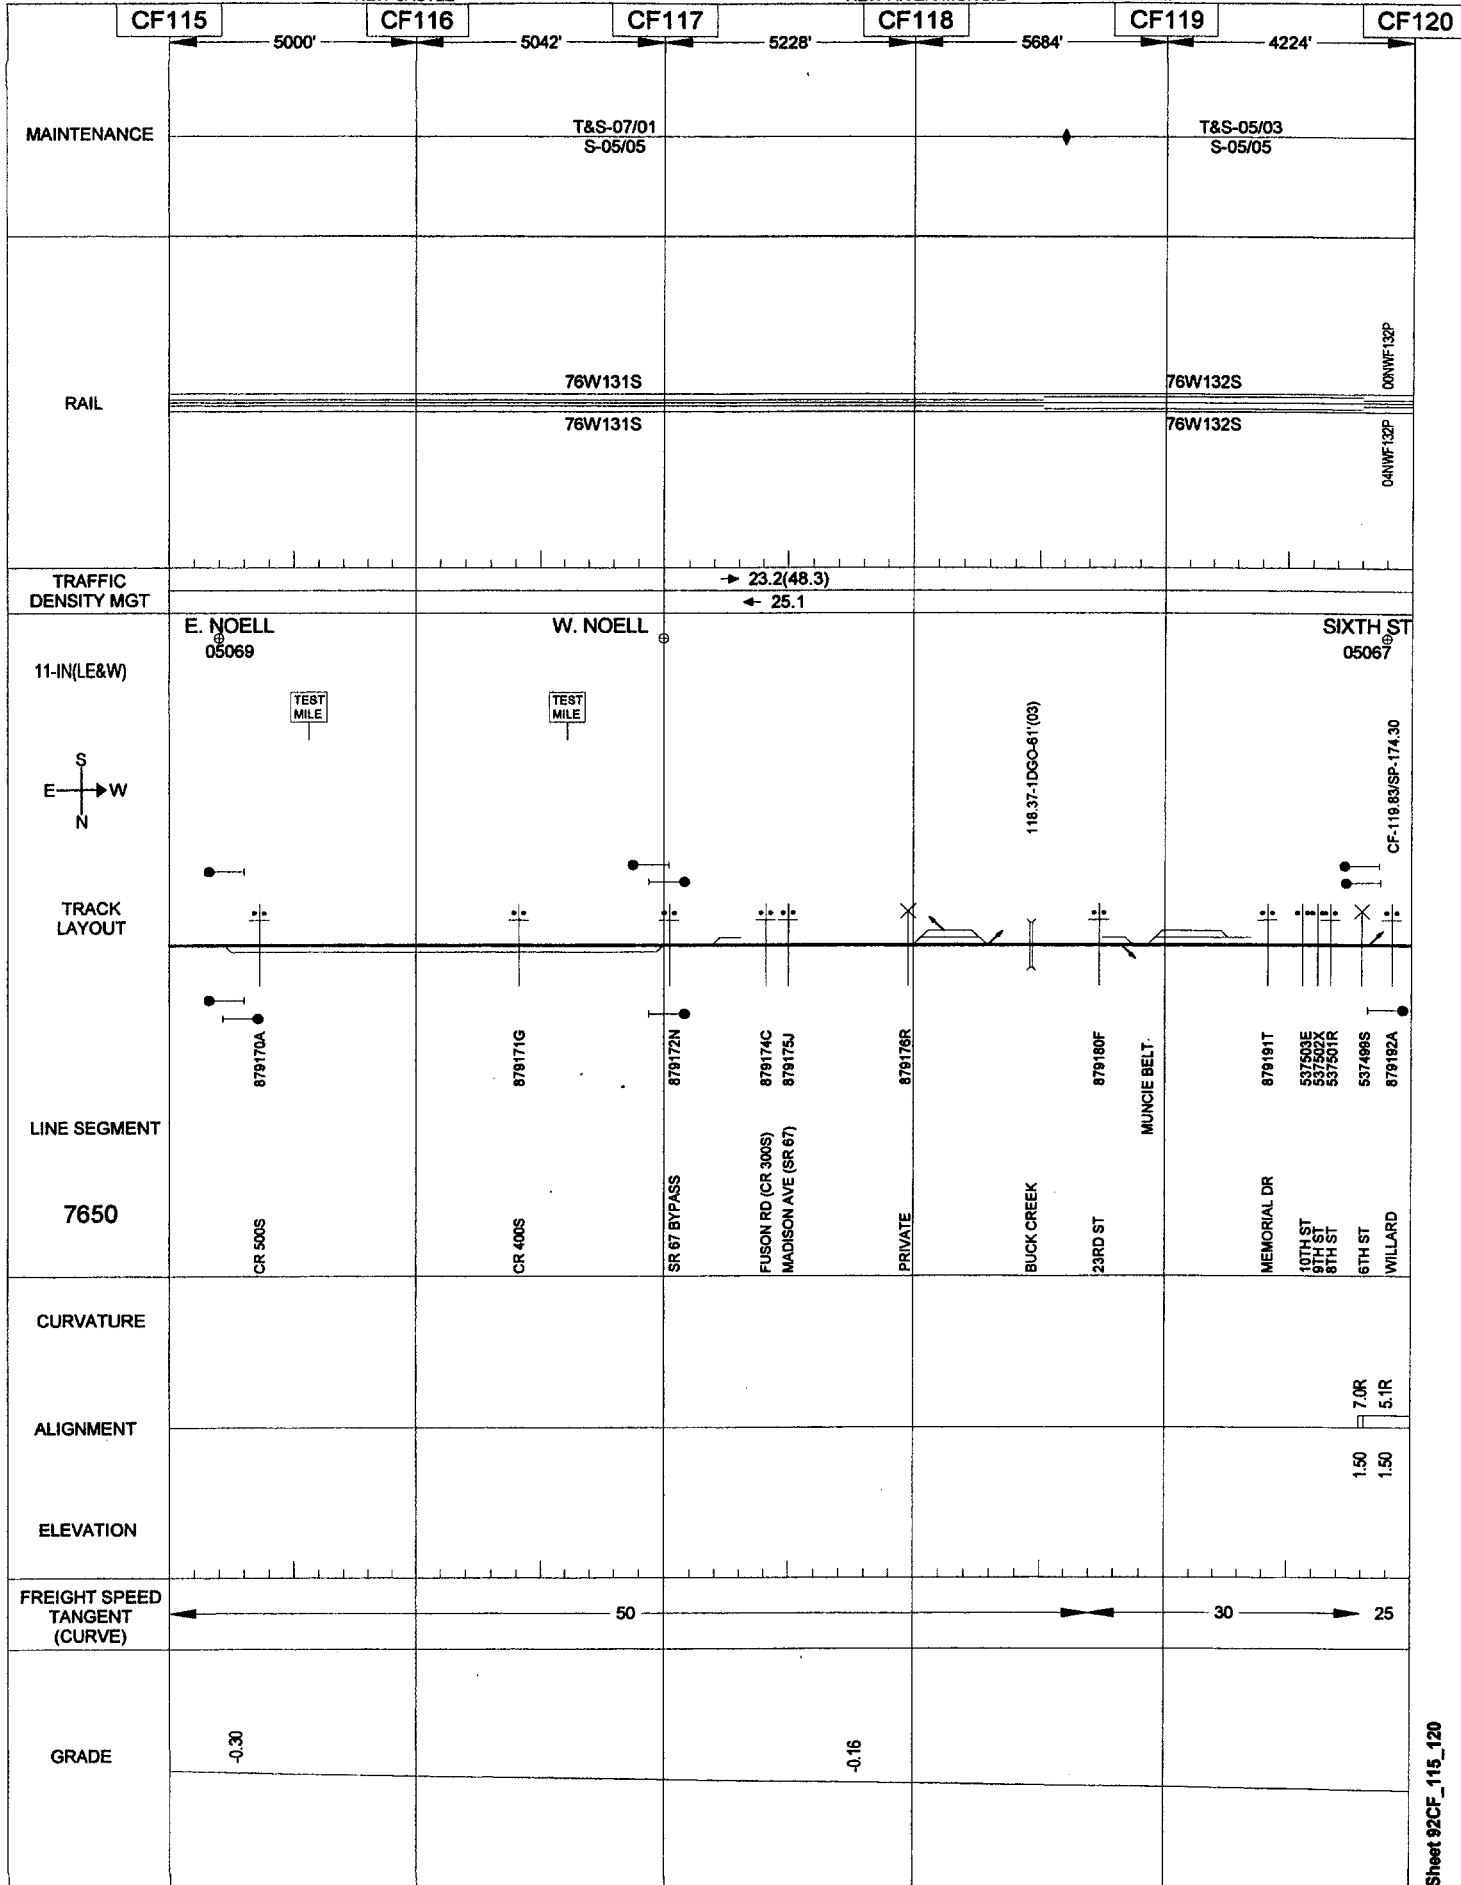 CF115 CF116 CF117 CF118 CF119 CF120
5000' 5042' 5228' 5684' 4224'
MAINTENANCE
T&S-07/01
S-05/05
T&S-05/03
S-05/05
RAIL
76W131S
76W131S
76W132S
76W132S
00NWF132P
04NWF132P
TRAFFIC
DENSITY MGT
23.2(48.3)
25.1
E. NOELL
05069
W. NOELL
SIXTH ST
05067
11-IN(LE&W)
TEST
MILE
TEST
MILE
S
E W
N
118.37-1DGO-61'(03)
CF-119.83/SP-174.30
TRACK
LAYOUT
879170A
879171G
879172N
879174C
879175J
879176R
879180F
MUNCIE BELT
879191T
537503E
537502X
537501R
537499S
879192A
LINE SEGMENT
7650
CR 500S
CR 400S
SR 67 BYPASS
FUSON RD (CR 300S)
MADISON AVE (SR 67)
PRIVATE
BUCK CREEK
23RD ST
MEMORIAL DR
10TH ST
9TH ST
8TH ST
6TH ST
WILLARD
CURVATURE
7.0R
5.1R
ALIGNMENT
1.50
1.50
ELEVATION
FREIGHT SPEED
TANGENT
(CURVE)
50 30 25
GRADE
-0.30
-0.16
Sheet 92CF_115_120